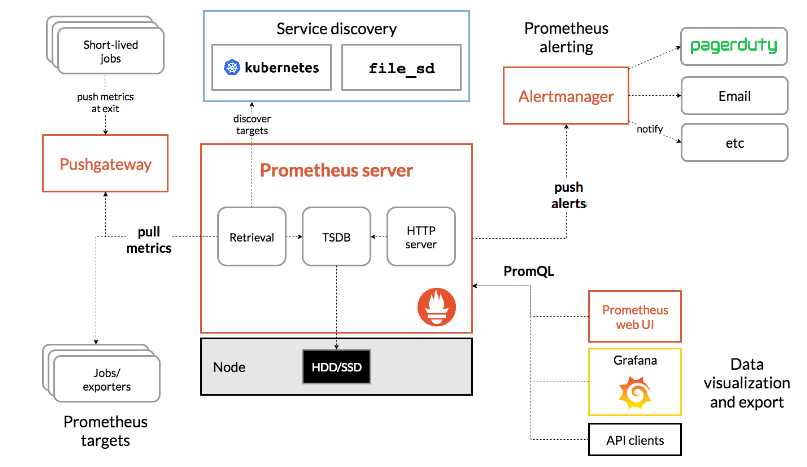 Short-lived
jobs
push metrics
at exit
Pushgateway
Service discovery
kubernetes
file_sd
discover
targets
Prometheus
alerting
Alertmanager
pagerduty
Email
etc
notify
Prometheus server
Retrieval
TSDB
HTTP
server
pull
metrics
push
alerts
PromQL
Node
HDD/SSD
Jobs/
exporters
Prometheus
targets
Prometheus
web UI
Grafana
API clients
Data
visualization
and export